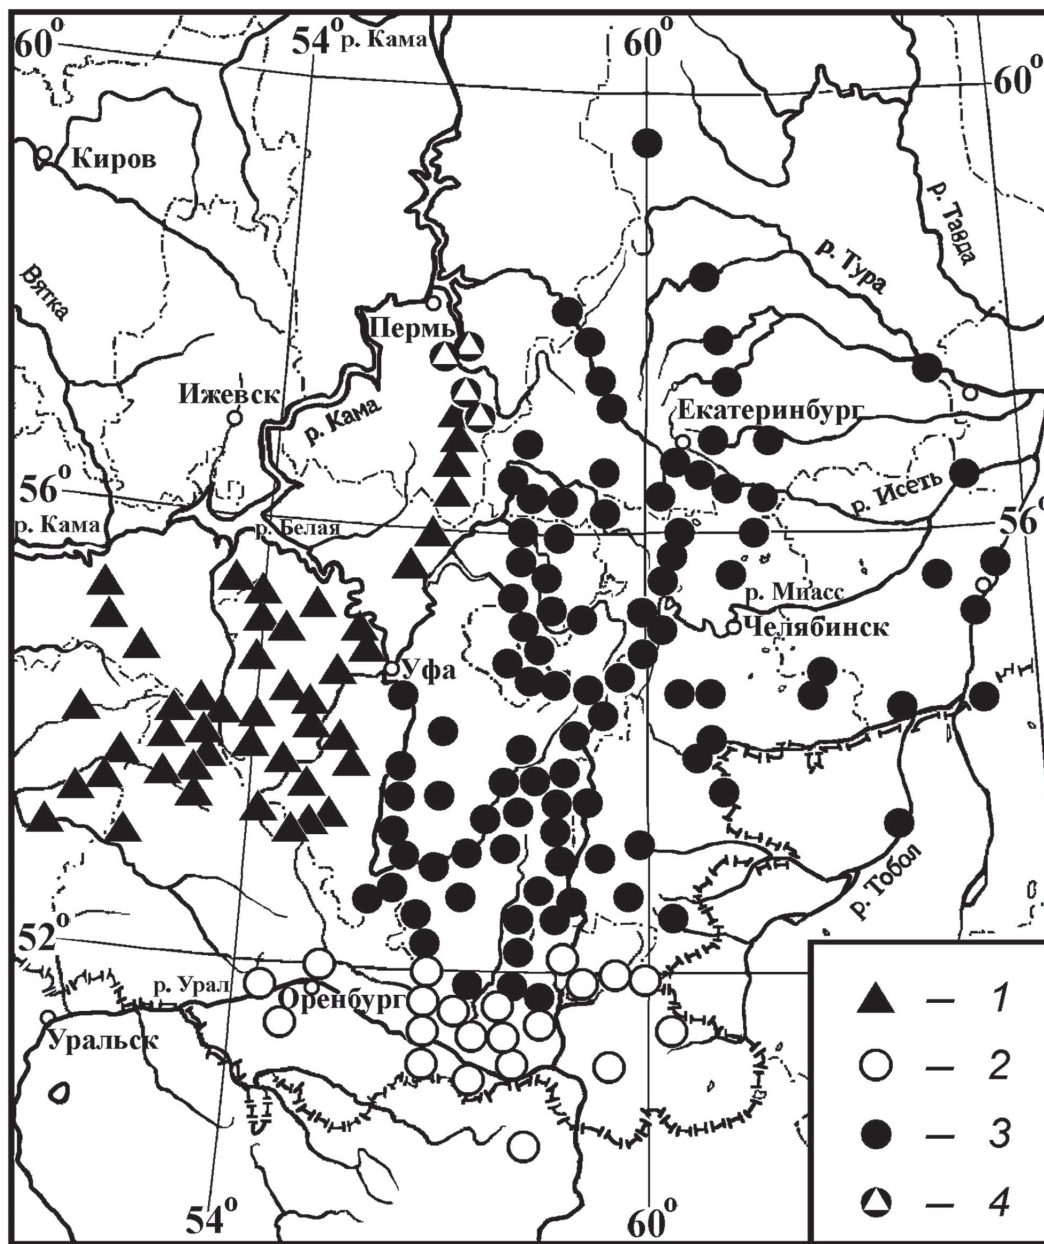 60°
54°
р. Кама
60°
60°
Киров
р. Тавда
р. Тура
Вятка
Пермь
Ижевск
р. Кама
Екатеринбург
56°
р. Исеть
р. Кама
р. Белая
56°
р. Миасс
Челябинск
Уфа
р. Тобол
52°
р. Урал
Оренбург
Уральск
54°
60°
– 1
– 2
– 3
– 4